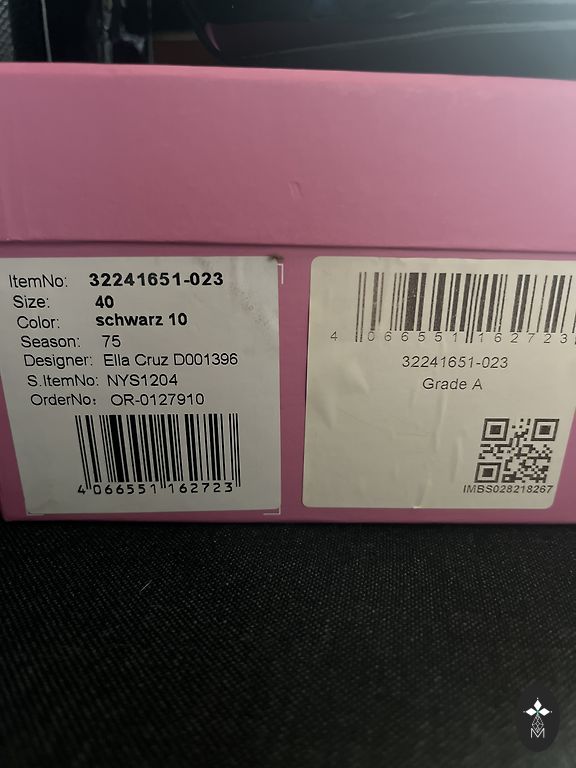 ItemNo: 32241651-023
Size: 40
Color: schwarz 10
Season: 75
Designer: Ella Cruz D001396
S.ItemNo: NYS1204
OrderNo: OR-0127910
4 066551 162723
4 066551 162723
32241651-023
Grade A
IMBS028218267
M